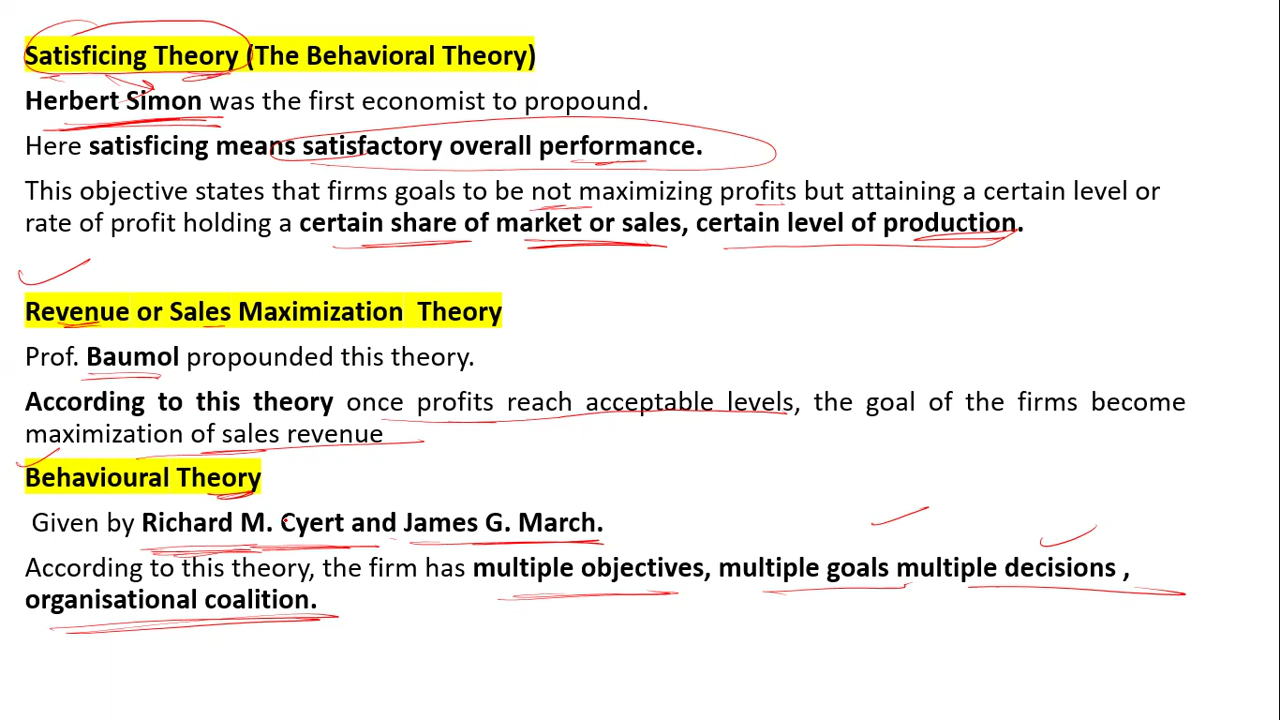 Satisficing Theory (The Behavioral Theory)
Herbert Simon was the first economist to propound.
Here satisficing means satisfactory overall performance.
This objective states that firms goals to be not maximizing profits but attaining a certain level or
rate of profit holding a certain share of market or sales, certain level of production.
Revenue or Sales Maximization  Theory
Prof. Baumol propounded this theory.
According to this theory once profits reach acceptable levels, the goal of the firms become
maximization of sales revenue
Behavioural Theory
Given by Richard M. Cyert and James G. March.
According to this theory, the firm has multiple objectives, multiple goals multiple decisions ,
organisational coalition.